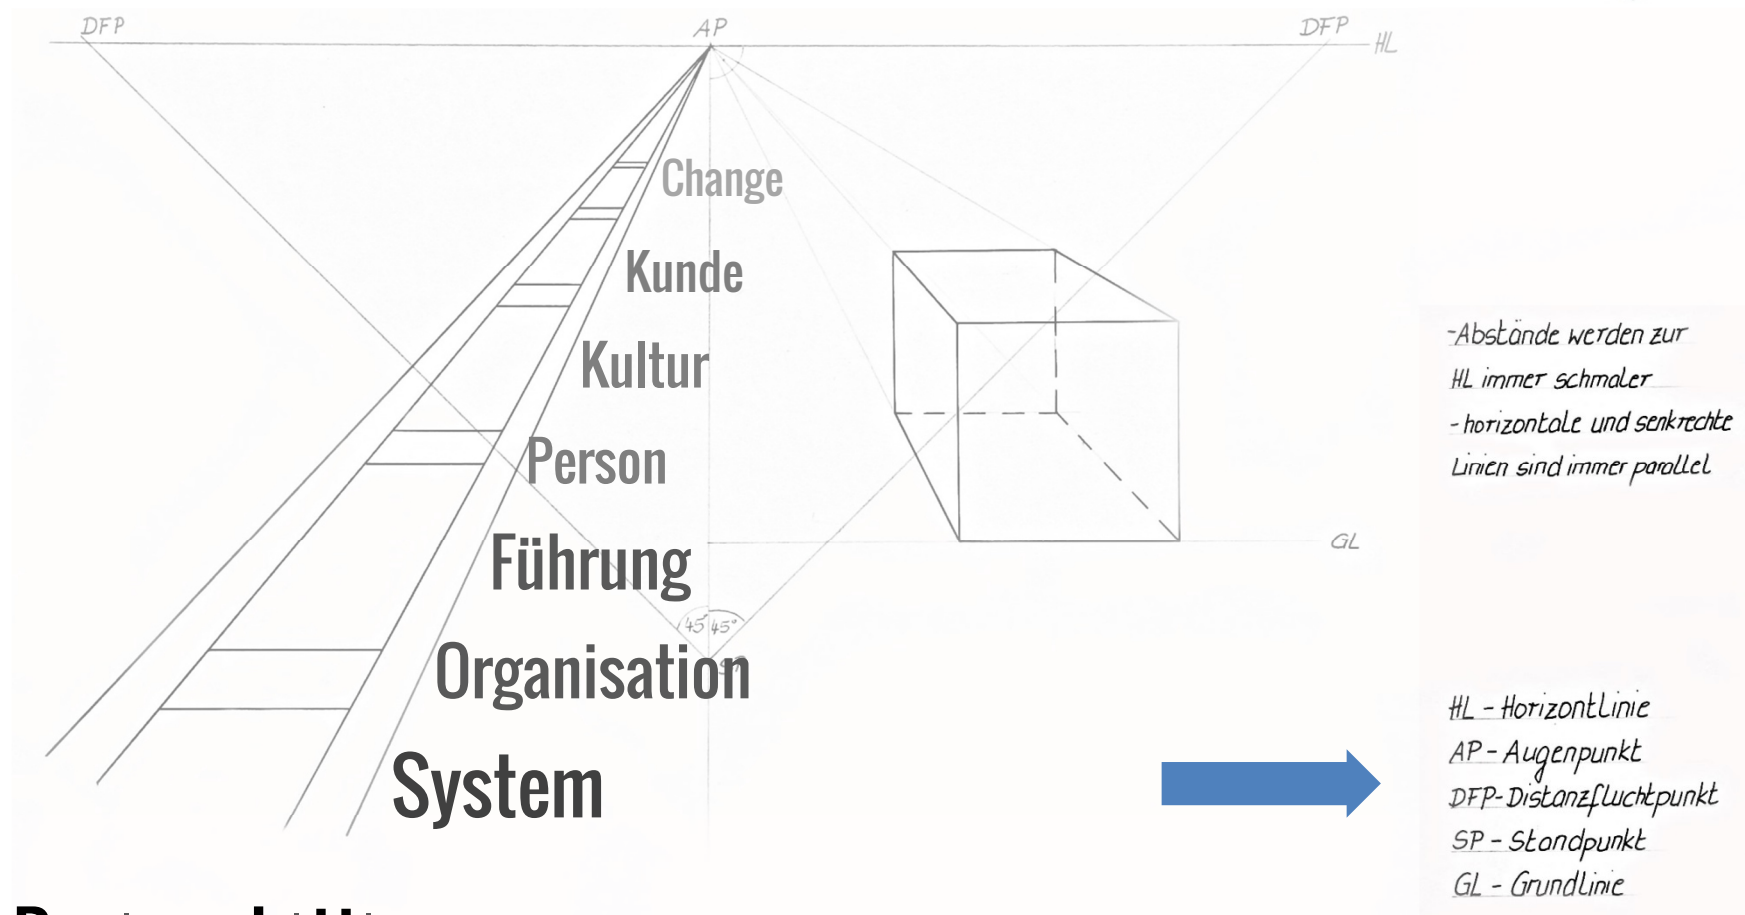 DFP
AP
DFP
HL
Change
Kunde
Kultur
Person
Führung
Organisation
System
45° 45°
SP
GL
-Abstände werden zur
HL immer schmaler
-horizontale und senkrechte
Linien sind immer parallel
HL - Horizontlinie
AP - Augenpunkt
DFP-Distanzfluchtpunkt
SP - Standpunkt
GL - Grundlinie